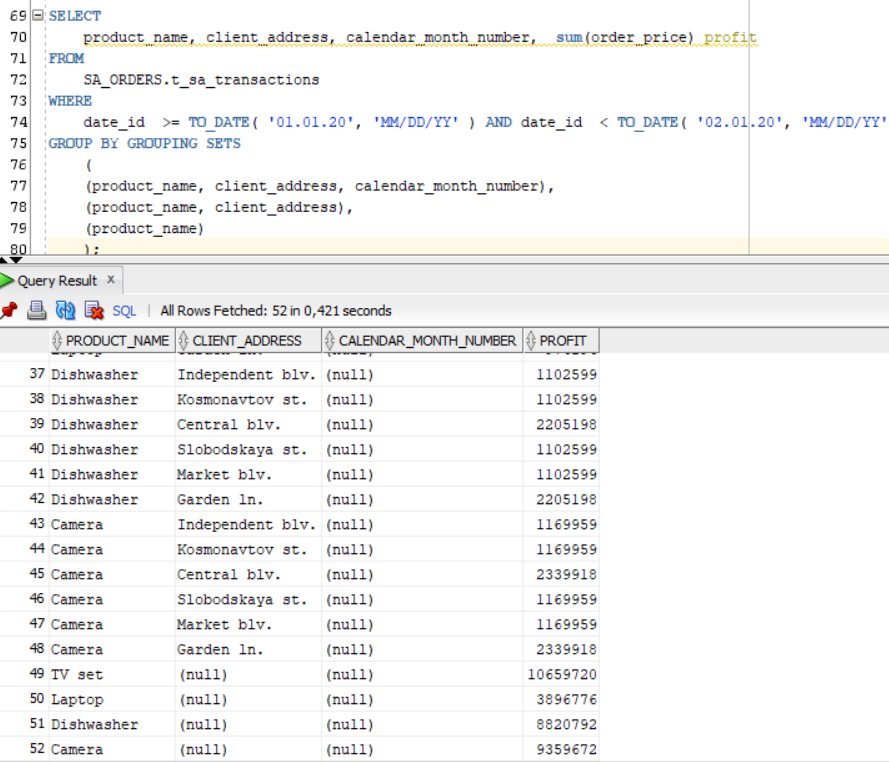 69 SELECT
70 product_name, client_address, calendar_month_number, sum(order_price) profit
71 FROM
72 SA_ORDERS.t_sa_transactions
73 WHERE
74 date_id >= TO_DATE( '01.01.20', 'MM/DD/YY' ) AND date_id < TO_DATE( '02.01.20', 'MM/DD/YY'
75 GROUP BY GROUPING SETS
76 (
77 (product_name, client_address, calendar_month_number),
78 (product_name, client_address),
79 (product_name)
80 );
Query Result x
SQL | All Rows Fetched: 52 in 0,421 seconds
PRODUCT_NAME CLIENT_ADDRESS CALENDAR_MONTH_NUMBER PROFIT
37 Dishwasher Independent blv. (null) 1102599
38 Dishwasher Kosmonavtov st. (null) 1102599
39 Dishwasher Central blv. (null) 2205198
40 Dishwasher Slobodskaya st. (null) 1102599
41 Dishwasher Market blv. (null) 1102599
42 Dishwasher Garden ln. (null) 2205198
43 Camera Independent blv. (null) 1169959
44 Camera Kosmonavtov st. (null) 1169959
45 Camera Central blv. (null) 2339918
46 Camera Slobodskaya st. (null) 1169959
47 Camera Market blv. (null) 1169959
48 Camera Garden ln. (null) 2339918
49 TV set (null) (null) 10659720
50 Laptop (null) (null) 3896776
51 Dishwasher (null) (null) 8820792
52 Camera (null) (null) 9359672